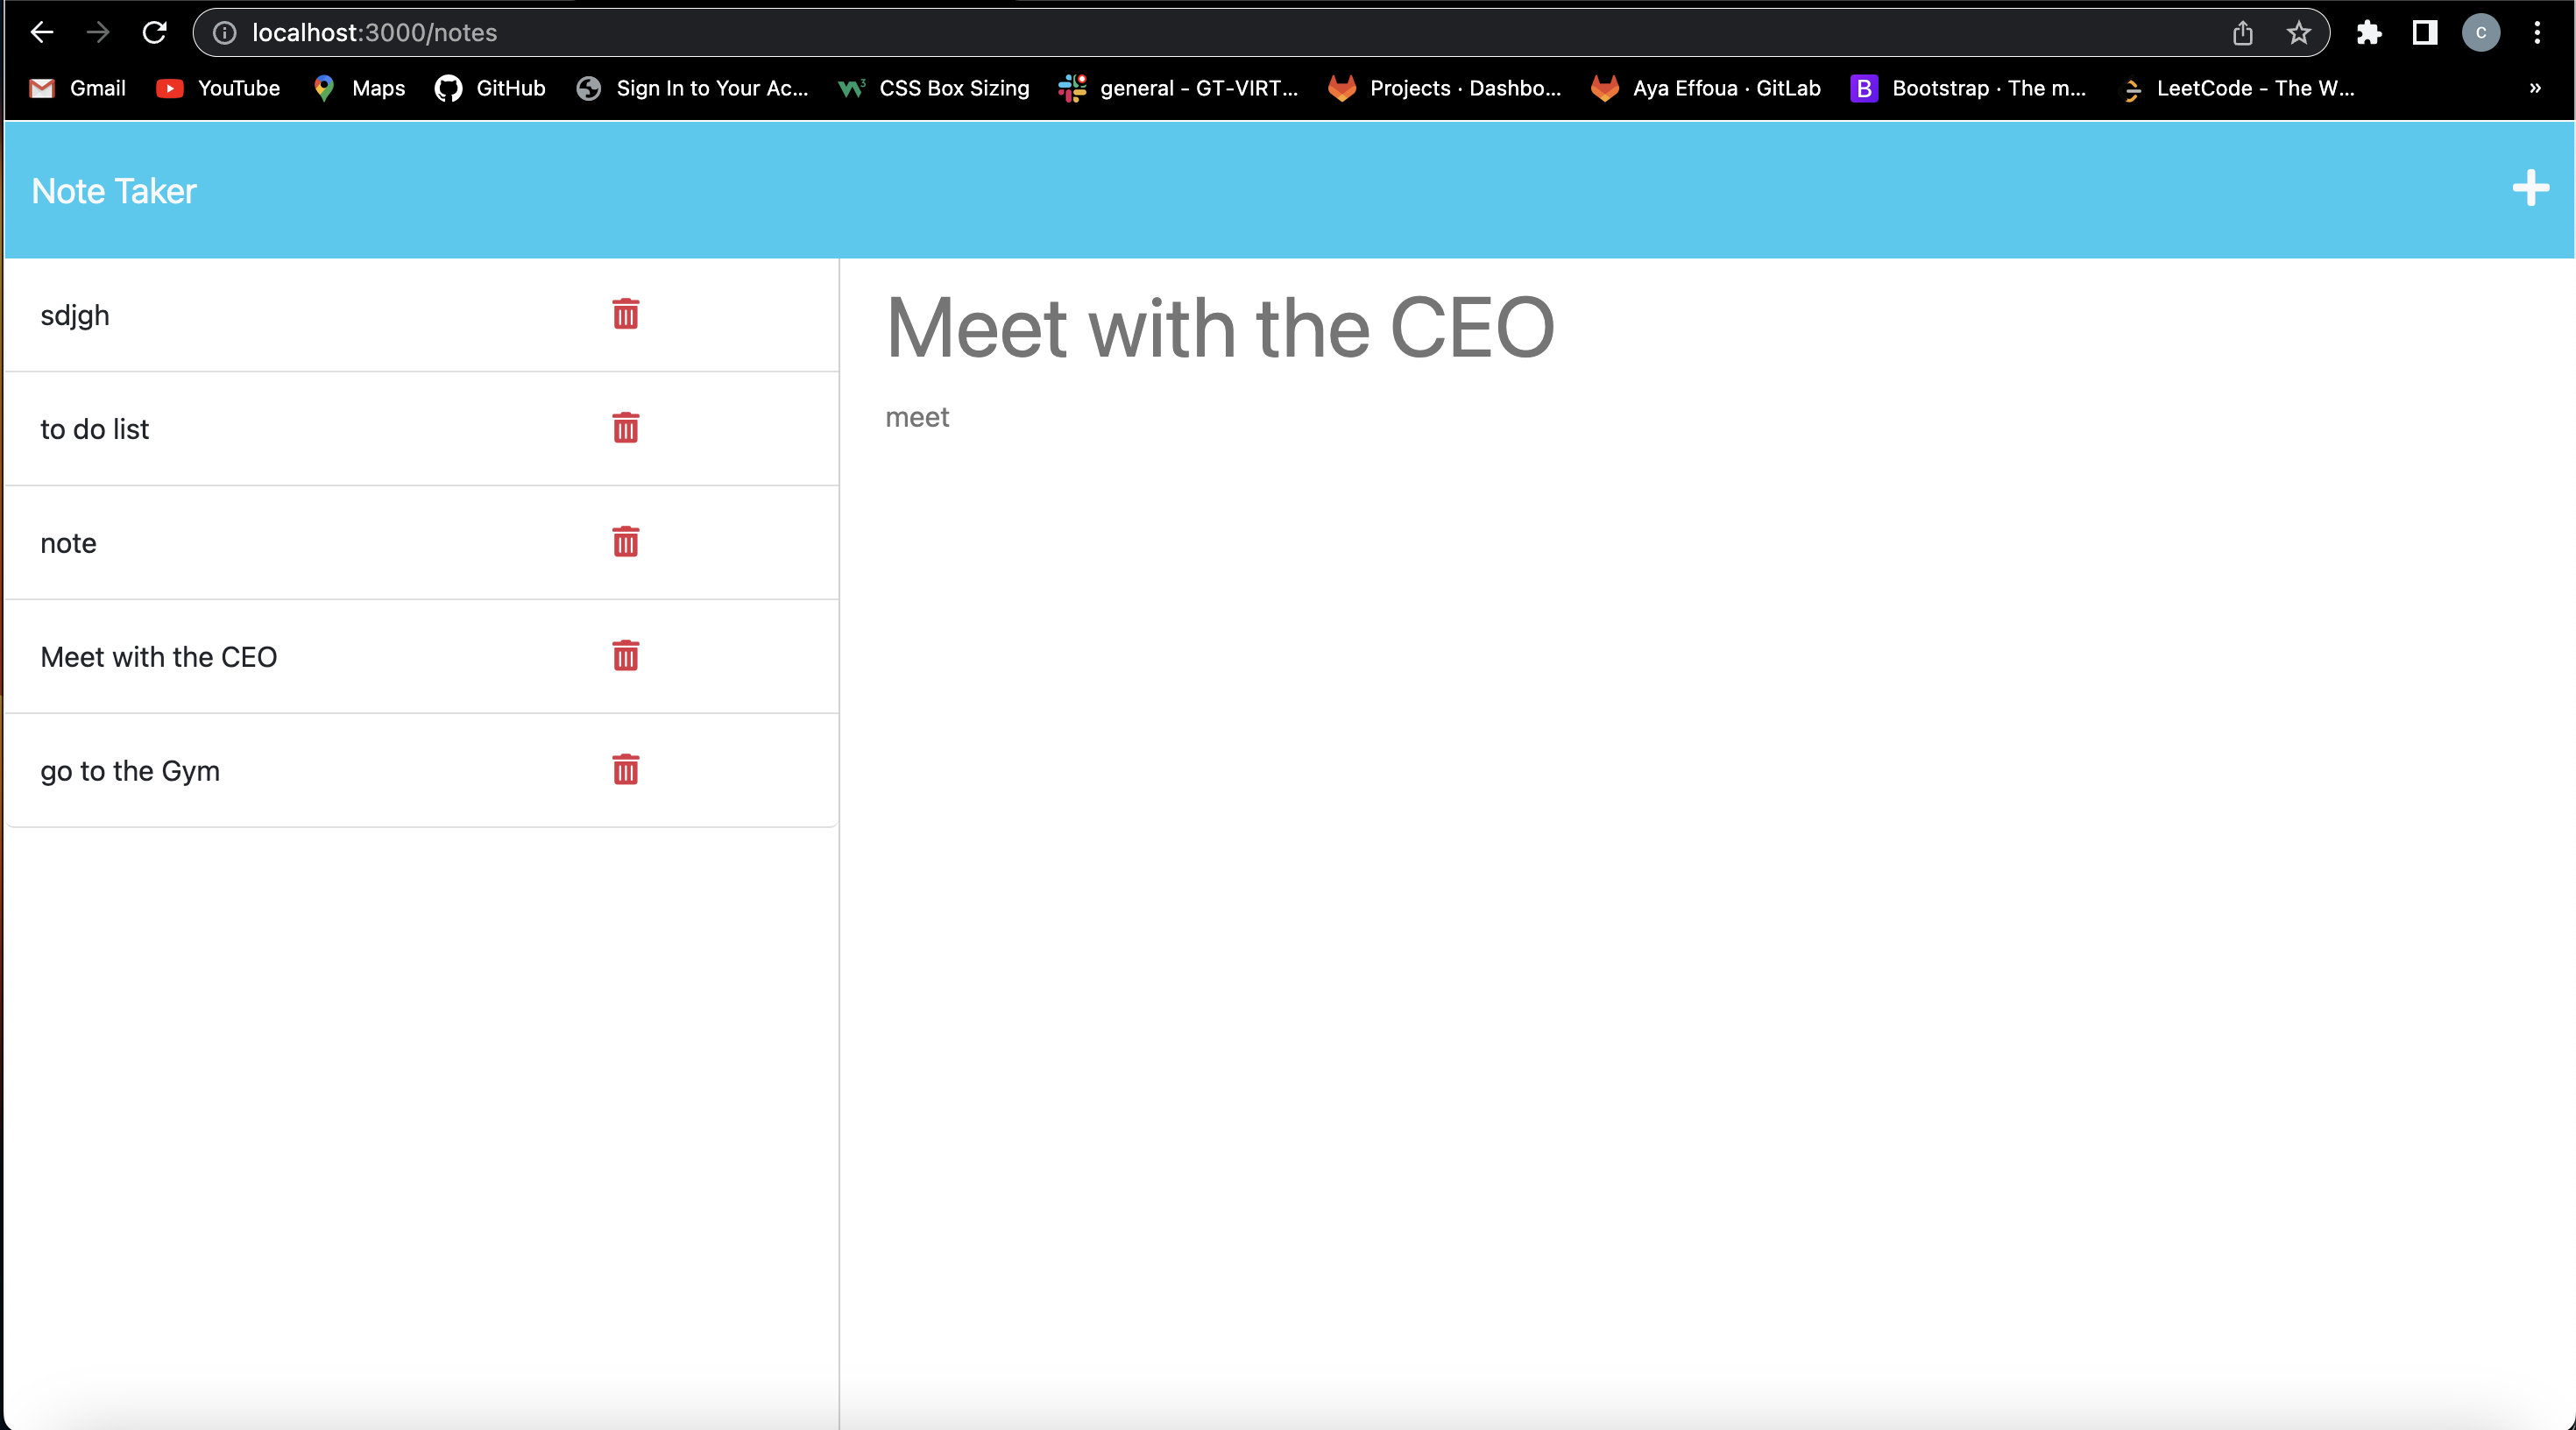 localhost:3000/notes
Gmail YouTube Maps GitHub Sign In to Your Ac... CSS Box Sizing general - GT-VIRT... Projects · Dashbo... Aya Effoua · GitLab B Bootstrap · The m... LeetCode - The W... »
Note Taker
sdjgh
to do list
note
Meet with the CEO
go to the Gym
Meet with the CEO
meet